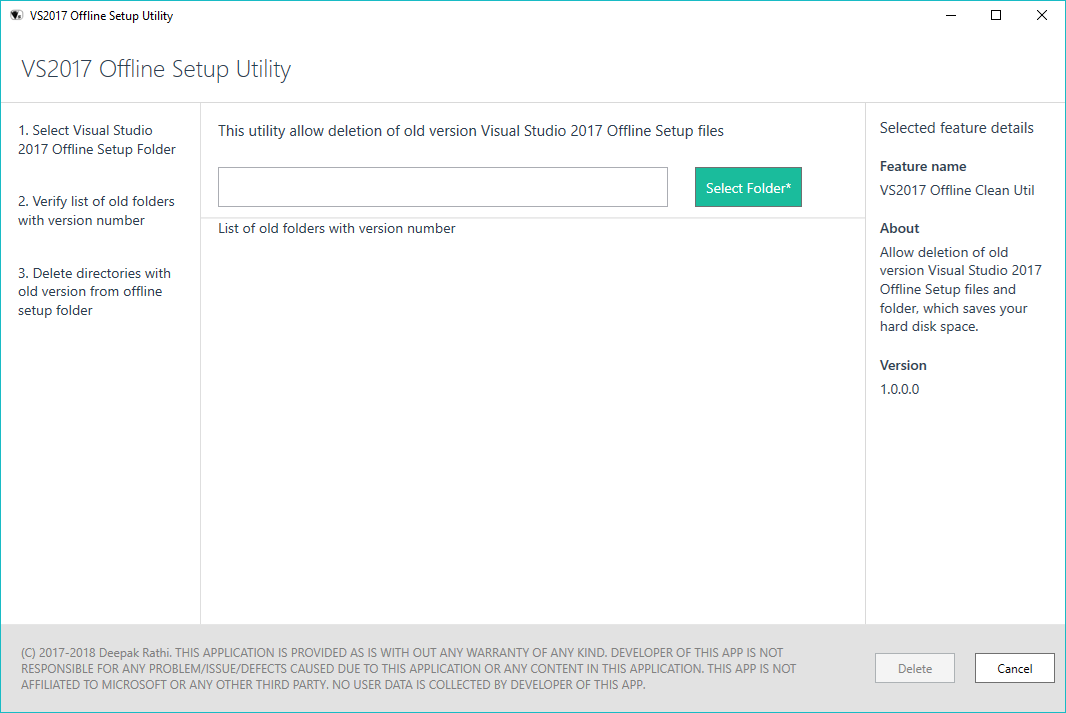 VS2017 Offline Setup Utility
VS2017 Offline Setup Utility
1. Select Visual Studio
2017 Offline Setup Folder
2. Verify list of old folders
with version number
3. Delete directories with
old version from offline
setup folder
This utility allow deletion of old version Visual Studio 2017 Offline Setup files
Select Folder*
List of old folders with version number
Selected feature details
Feature name
VS2017 Offline Clean Util
About
Allow deletion of old
version Visual Studio 2017
Offline Setup files and
folder, which saves your
hard disk space.
Version
1.0.0.0
(C) 2017-2018 Deepak Rathi. THIS APPLICATION IS PROVIDED AS IS WITH OUT ANY WARRANTY OF ANY KIND. DEVELOPER OF THIS APP IS NOT
RESPONSIBLE FOR ANY PROBLEM/ISSUE/DEFECTS CAUSED DUE TO THIS APPLICATION OR ANY CONTENT IN THIS APPLICATION. THIS APP IS NOT
AFFILIATED TO MICROSOFT OR ANY OTHER THIRD PARTY. NO USER DATA IS COLLECTED BY DEVELOPER OF THIS APP.
Delete
Cancel